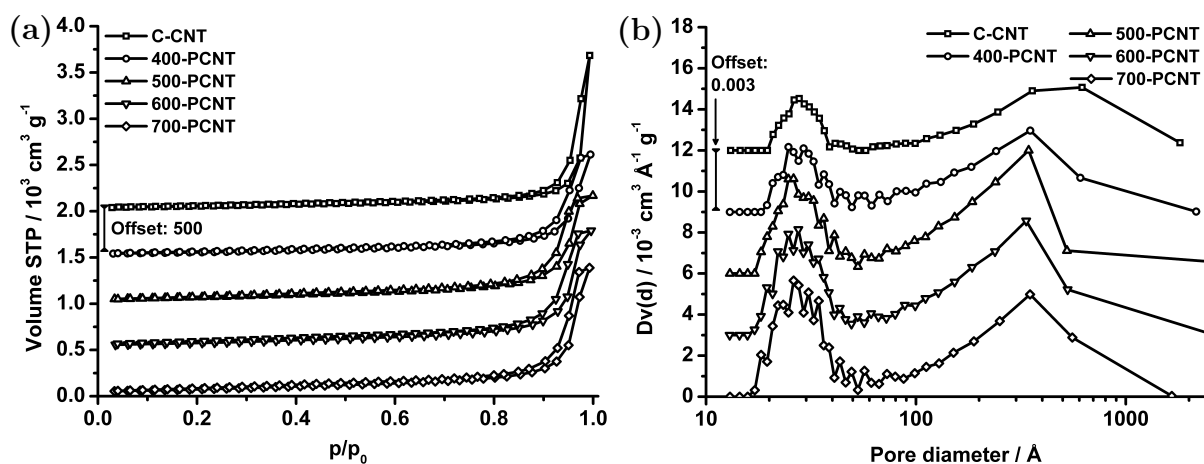 (a)
C-CNT
400-PCNT
500-PCNT
600-PCNT
700-PCNT
Offset: 500
4.0
3.5
3.0
2.5
2.0
1.5
1.0
0.5
0.0
Volume STP / 10³ cm³ g⁻¹
0.0 0.2 0.4 0.6 0.8 1.0
p/p₀
(b)
C-CNT
400-PCNT
500-PCNT
600-PCNT
700-PCNT
Offset:
0.003
18
16
14
12
10
8
6
4
2
0
Dv(d) / 10⁻³ cm³ Å⁻¹ g⁻¹
10 100 1000
Pore diameter / Å